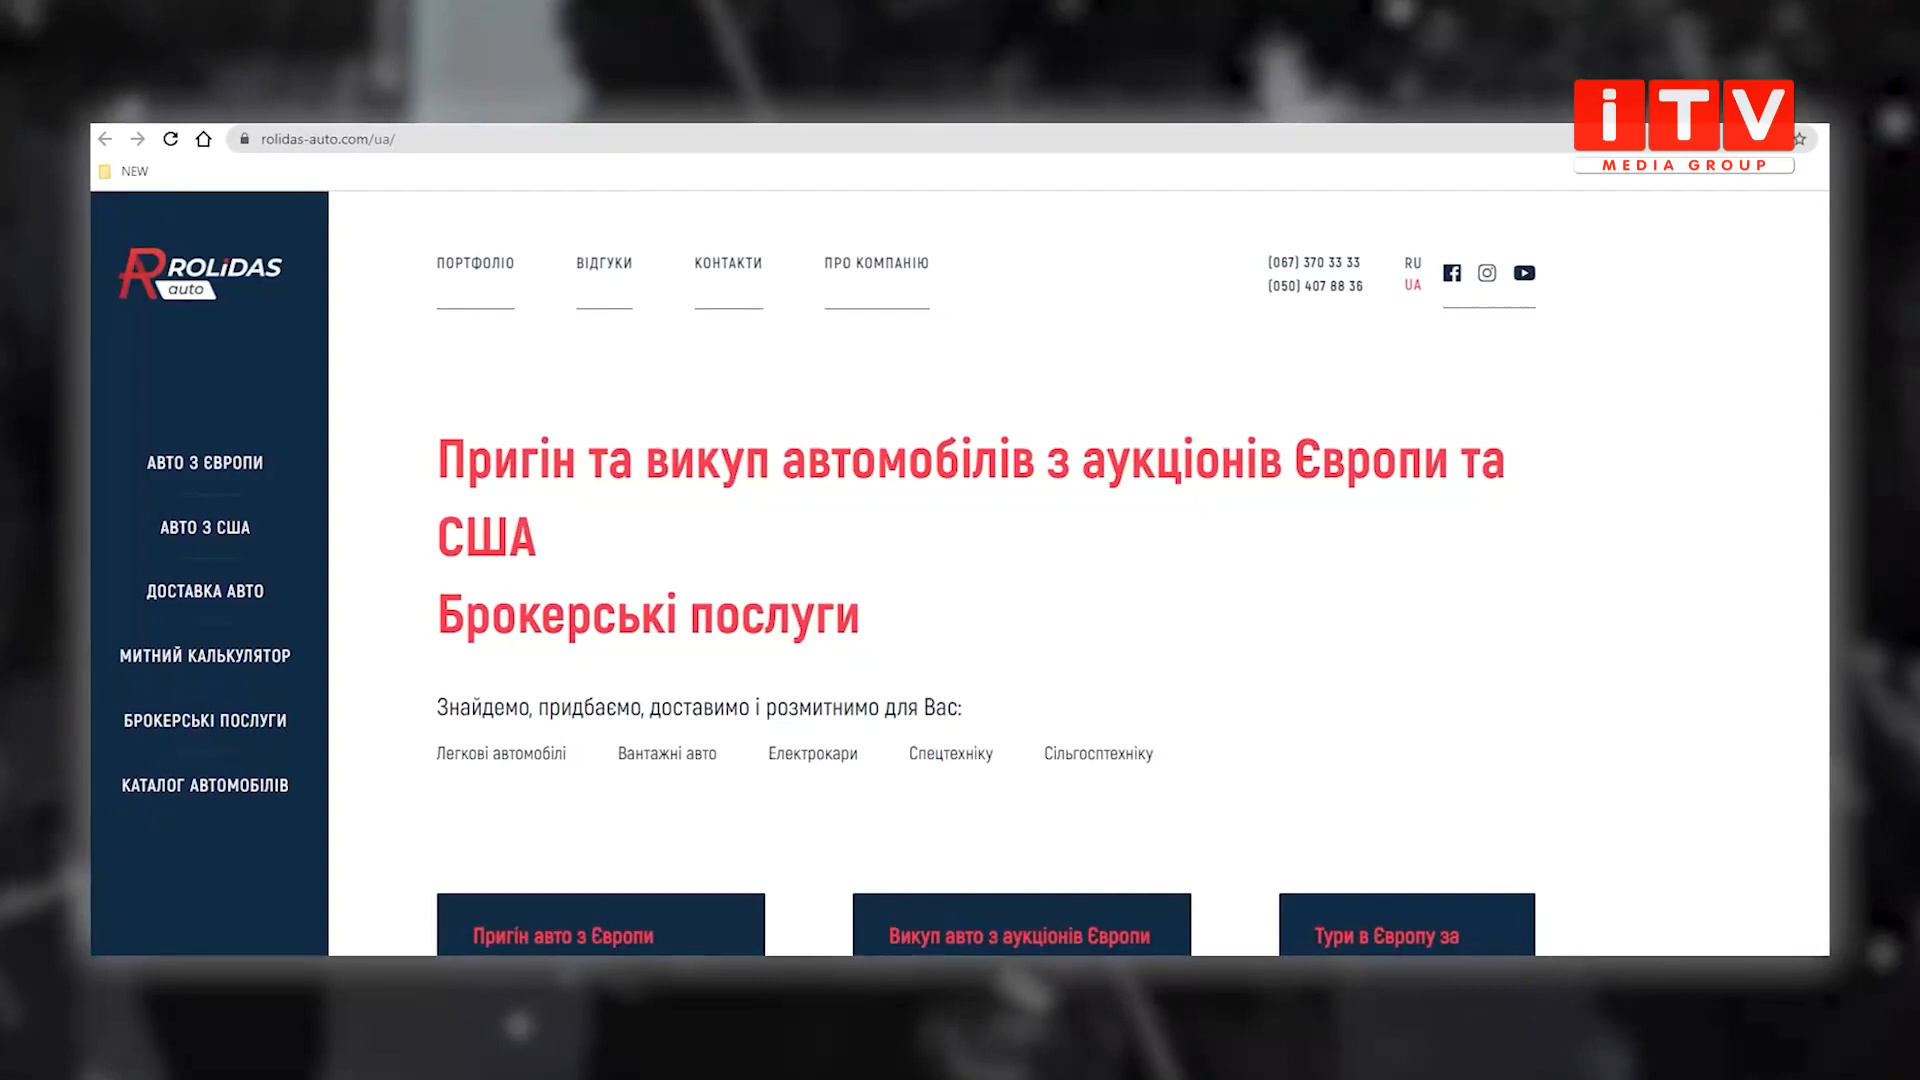 iTV
MEDIA GROUP
rolidas-auto.com/ua/
NEW
ROLiDAS
auto
ПОРТФОЛІО
ВІДГУКИ
КОНТАКТИ
ПРО КОМПАНІЮ
(067) 370 33 33
(050) 407 88 36
RU
UA
АВТО З ЄВРОПИ
АВТО З США
ДОСТАВКА АВТО
МИТНИЙ КАЛЬКУЛЯТОР
БРОКЕРСЬКІ ПОСЛУГИ
КАТАЛОГ АВТОМОБІЛІВ
Пригін та викуп автомобілів з аукціонів Європи та
США
Брокерські послуги
Знайдемо, придбаємо, доставимо і розмитнимо для Вас:
Легкові автомобілі
Вантажні авто
Електрокари
Спецтехніку
Сільгосптехніку
Пригін авто з Європи
Викуп авто з аукціонів Європи
Тури в Європу за